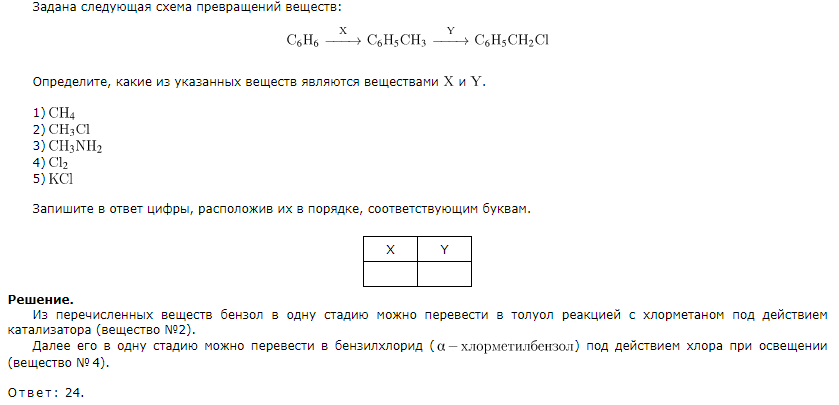 Задана следующая схема превращений веществ:
C₆H₆ —X→ C₆H₅CH₃ —Y→ C₆H₅CH₂Cl
Определите, какие из указанных веществ являются веществами X и Y.
1) CH₄
2) CH₃Cl
3) CH₃NH₂
4) Cl₂
5) KCl
Запишите в ответ цифры, расположив их в порядке, соответствующим буквам.
X Y
Решение.
Из перечисленных веществ бензол в одну стадию можно перевести в толуол реакцией с хлорметаном под действием
катализатора (вещество №2).
Далее его в одну стадию можно перевести в бензилхлорид (α − хлорметилбензол) под действием хлора при освещении
(вещество № 4).
Ответ: 24.